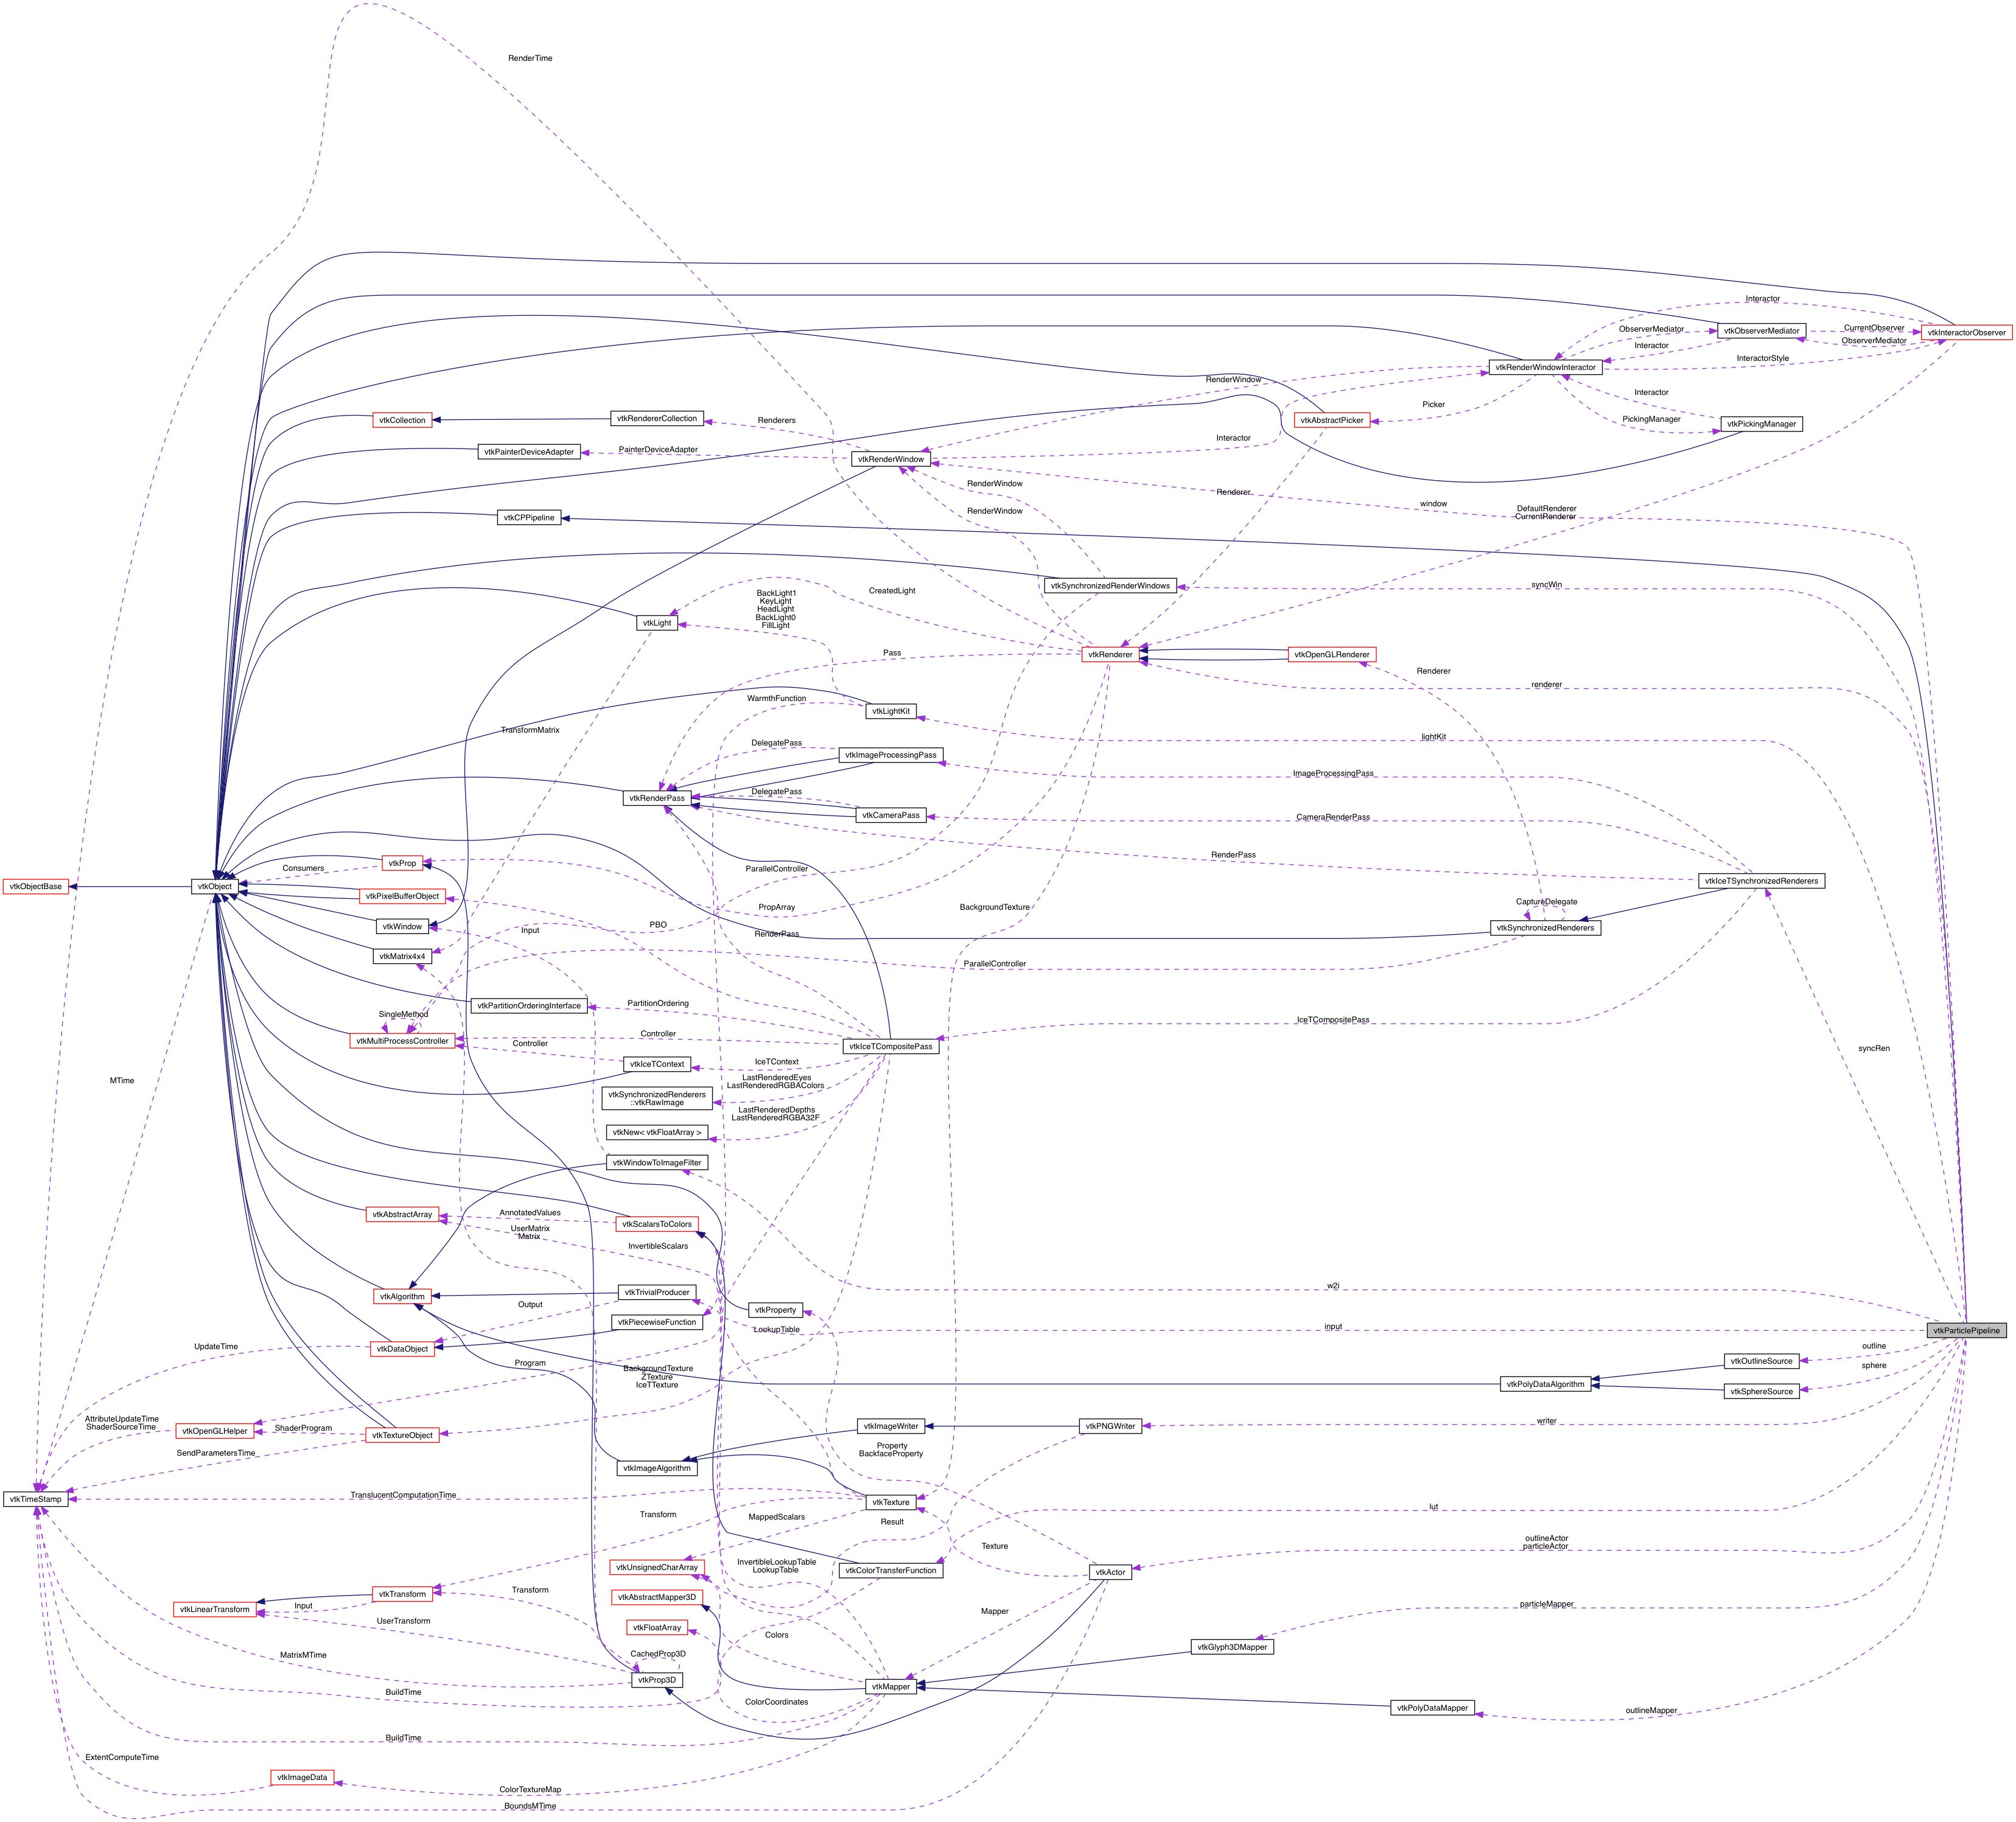 RenderTime
Interactor
ObserverMediator
vtkObserverMediator
CurrentObserver
vtkInteractorObserver
ObserverMediator
Interactor
InteractorStyle
vtkRenderWindowInteractor
RenderWindow
Interactor
Picker
PickingManager
vtkPickingManager
vtkCollection
vtkRendererCollection
Renderers
vtkAbstractPicker
vtkPainterDeviceAdapter
PainterDeviceAdapter
vtkRenderWindow
Interactor
RenderWindow
Renderer
window
RenderWindow
DefaultRenderer
CurrentRenderer
vtkCPPipeline
vtkSynchronizedRenderWindows
syncWin
CreatedLight
BackLight1
KeyLight
HeadLight
BackLight0
FillLight
vtkLight
Pass
vtkRenderer
vtkOpenGLRenderer
Renderer
renderer
WarmthFunction
vtkLightKit
lightKit
TransformMatrix
DelegatePass
vtkImageProcessingPass
ImageProcessingPass
vtkRenderPass
DelegatePass
vtkCameraPass
CameraRenderPass
RenderPass
vtkProp
Consumers
ParallelController
vtkObjectBase
vtkObject
vtkPixelBufferObject
vtkIceTSynchronizedRenderers
CaptureDelegate
PropArray
BackgroundTexture
vtkWindow
Input
PBO
RenderPass
vtkSynchronizedRenderers
vtkMatrix4x4
ParallelController
vtkPartitionOrderingInterface
PartitionOrdering
SingleMethod
IceTCompositePass
vtkMultiProcessController
Controller
Controller
vtkIceTCompositePass
syncRen
vtkIceTContext
IceTContext
MTime
LastRenderedEyes
LastRenderedRGBAColors
vtkSynchronizedRenderers
::vtkRawImage
LastRenderedDepths
LastRenderedRGBA32F
vtkNew< vtkFloatArray >
vtkWindowToImageFilter
vtkAbstractArray
AnnotatedValues
vtkScalarsToColors
UserMatrix
Matrix
InvertibleScalars
w2i
vtkAlgorithm
vtkTrivialProducer
Output
vtkProperty
vtkPiecewiseFunction
LookupTable
input
vtkParticlePipeline
UpdateTime
vtkDataObject
Program
BackgroundTexture
ZTexture
IceTTexture
outline
vtkOutlineSource
sphere
vtkPolyDataAlgorithm
vtkSphereSource
AttributeUpdateTime
ShaderSourceTime
vtkOpenGLHelper
ShaderProgram
vtkTextureObject
vtkImageWriter
vtkPNGWriter
writer
SendParametersTime
Property
BackfaceProperty
vtkImageAlgorithm
vtkTimeStamp
TranslucentComputationTime
vtkTexture
lut
Transform
MappedScalars
Result
Texture
outlineActor
particleActor
vtkUnsignedCharArray
InvertibleLookupTable
LookupTable
vtkColorTransferFunction
vtkActor
vtkTransform
Transform
vtkAbstractMapper3D
vtkLinearTransform
Input
UserTransform
particleMapper
Mapper
vtkFloatArray
Colors
vtkGlyph3DMapper
MatrixMTime
CachedProp3D
vtkProp3D
BuildTime
vtkMapper
ColorCoordinates
vtkPolyDataMapper
outlineMapper
BuildTime
ExtentComputeTime
vtkImageData
ColorTextureMap
BoundsMTime